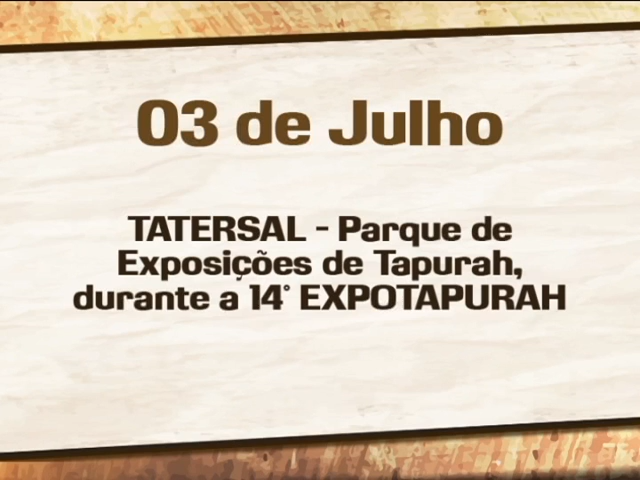 03 de Julho
TATERSAL - Parque de
Exposições de Tapurah,
durante a 14° EXPOTAPURAH